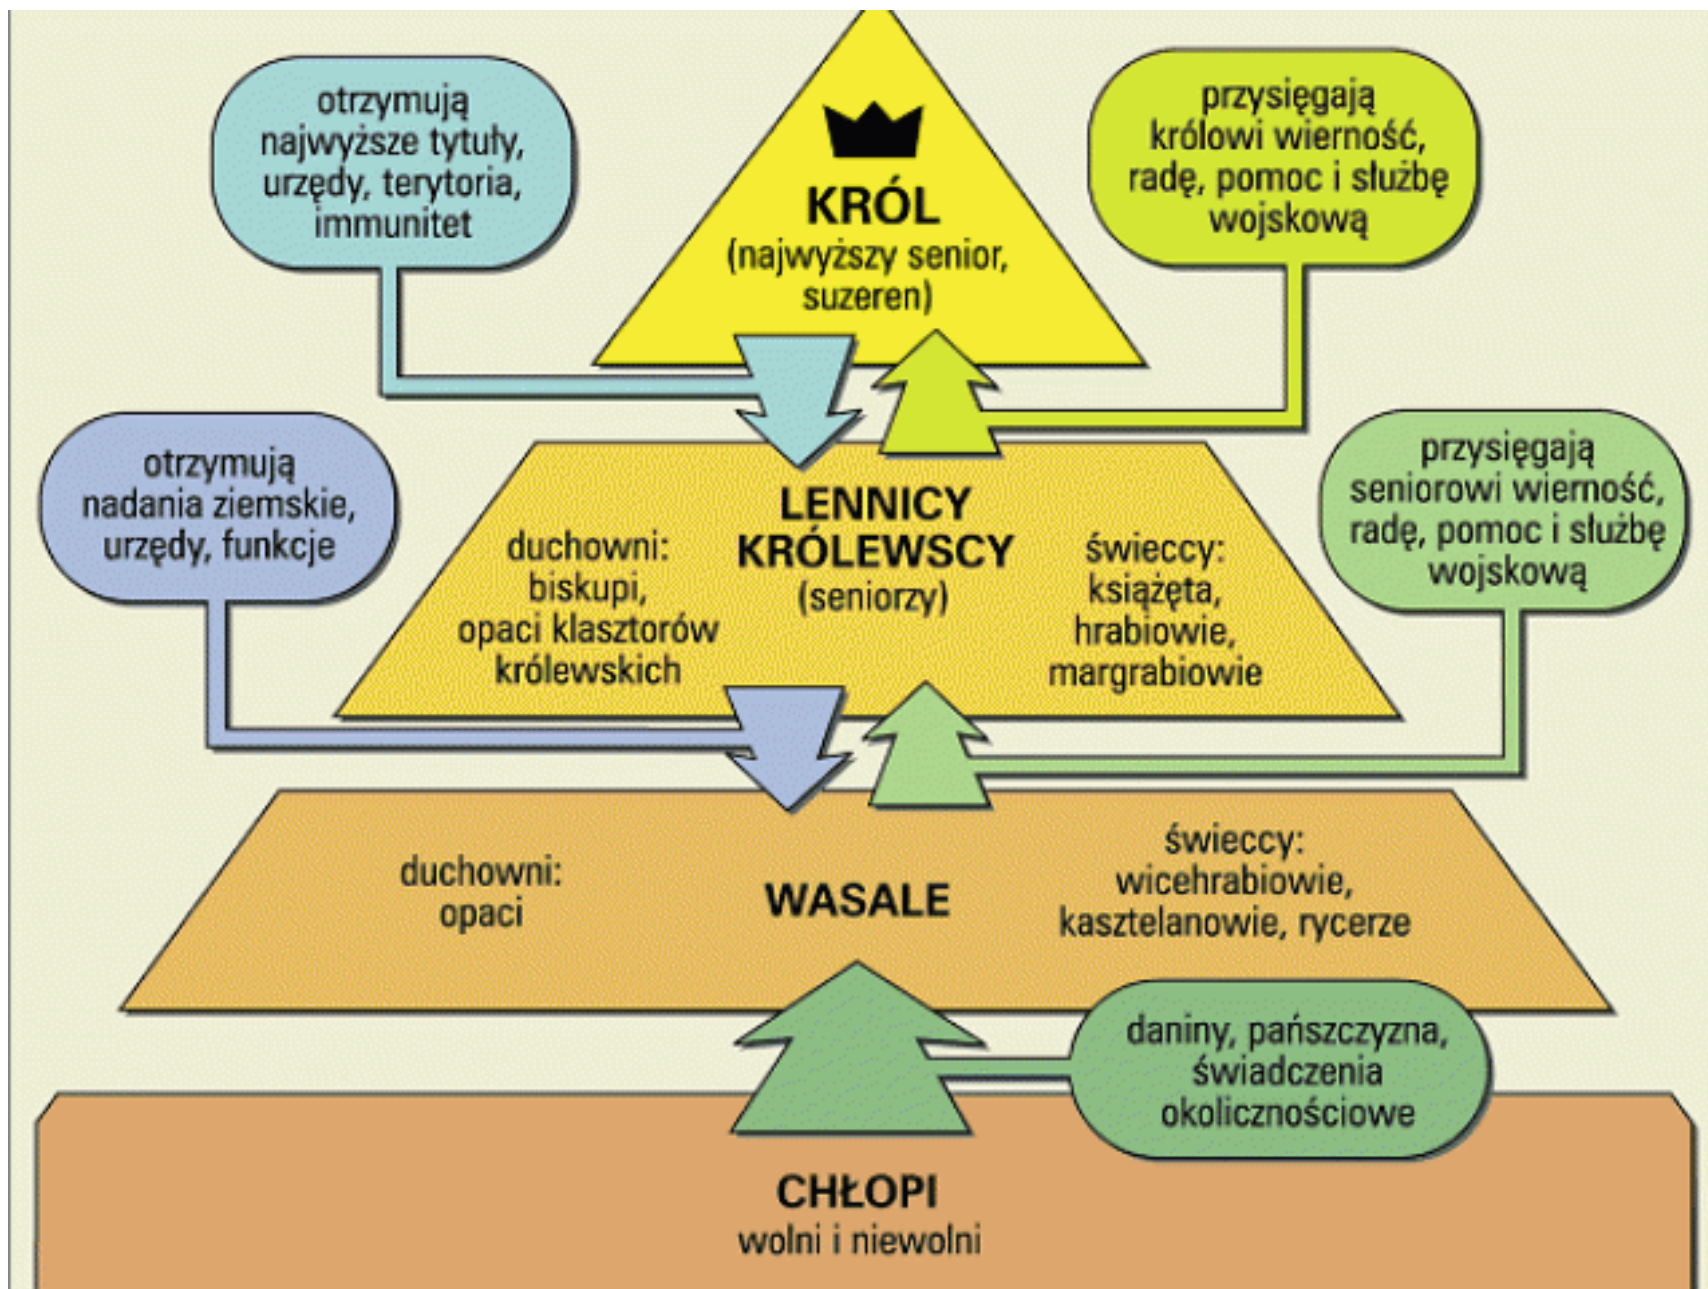 otrzymują
najwyższe tytuły,
urzędy, terytoria,
immunitet
KRÓL
(najwyższy senior,
suzeren)
przysięgają
królowi wierność,
radę, pomoc i służbę
wojskową
otrzymują
nadania ziemskie,
urzędy, funkcje
duchowni:
biskupi,
opaci klasztorów
królewskich
LENNICY
KRÓLEWSCY
(seniorzy)
świeccy:
książęta,
hrabiowie,
margrabiowie
przysięgają
seniorowi wierność,
radę, pomoc i służbę
wojskową
duchowni:
opaci
WASALE
świeccy:
wicehrabiowie,
kasztelanowie, rycerze
daniny, pańszczyzna,
świadczenia
okolicznościowe
CHŁOPI
wolni i niewolni